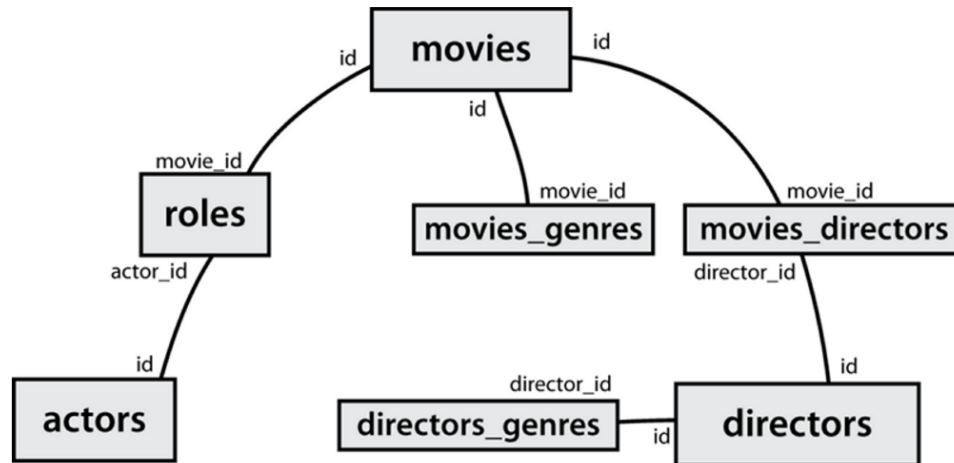 movies
id
id
id
movie_id
roles
actor_id
movie_id
movies_genres
movie_id
movies_directors
director_id
id
actors
id
director_id
directors_genres
id
directors